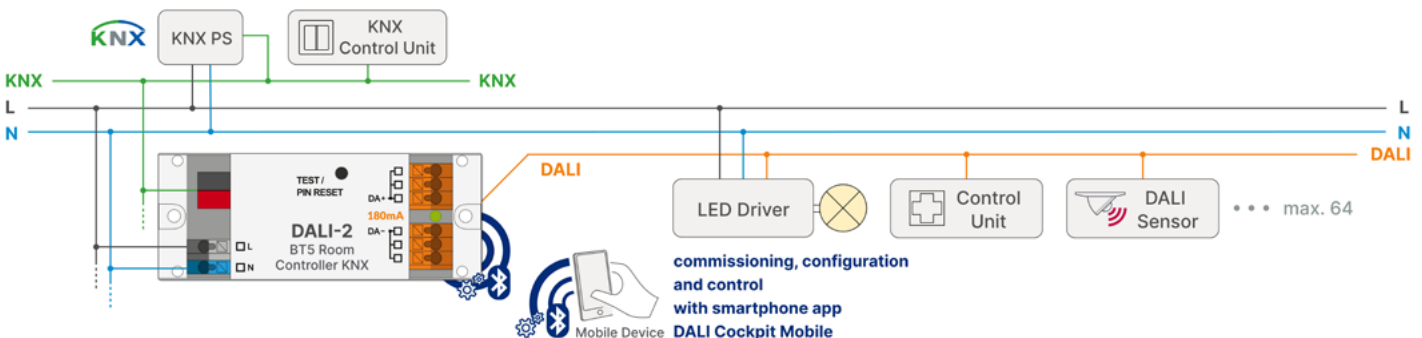 KNX
KNX PS
KNX
Control Unit
KNX
KNX
L
L
N
N
DALI
DALI
TEST /
PIN RESET
DA+
180mA
DA-
DALI-2
BT5 Room
Controller KNX
L
N
LED Driver
Control
Unit
DALI
Sensor
• • • max. 64
commissioning, configuration
and control
with smartphone app
DALI Cockpit Mobile
Mobile Device